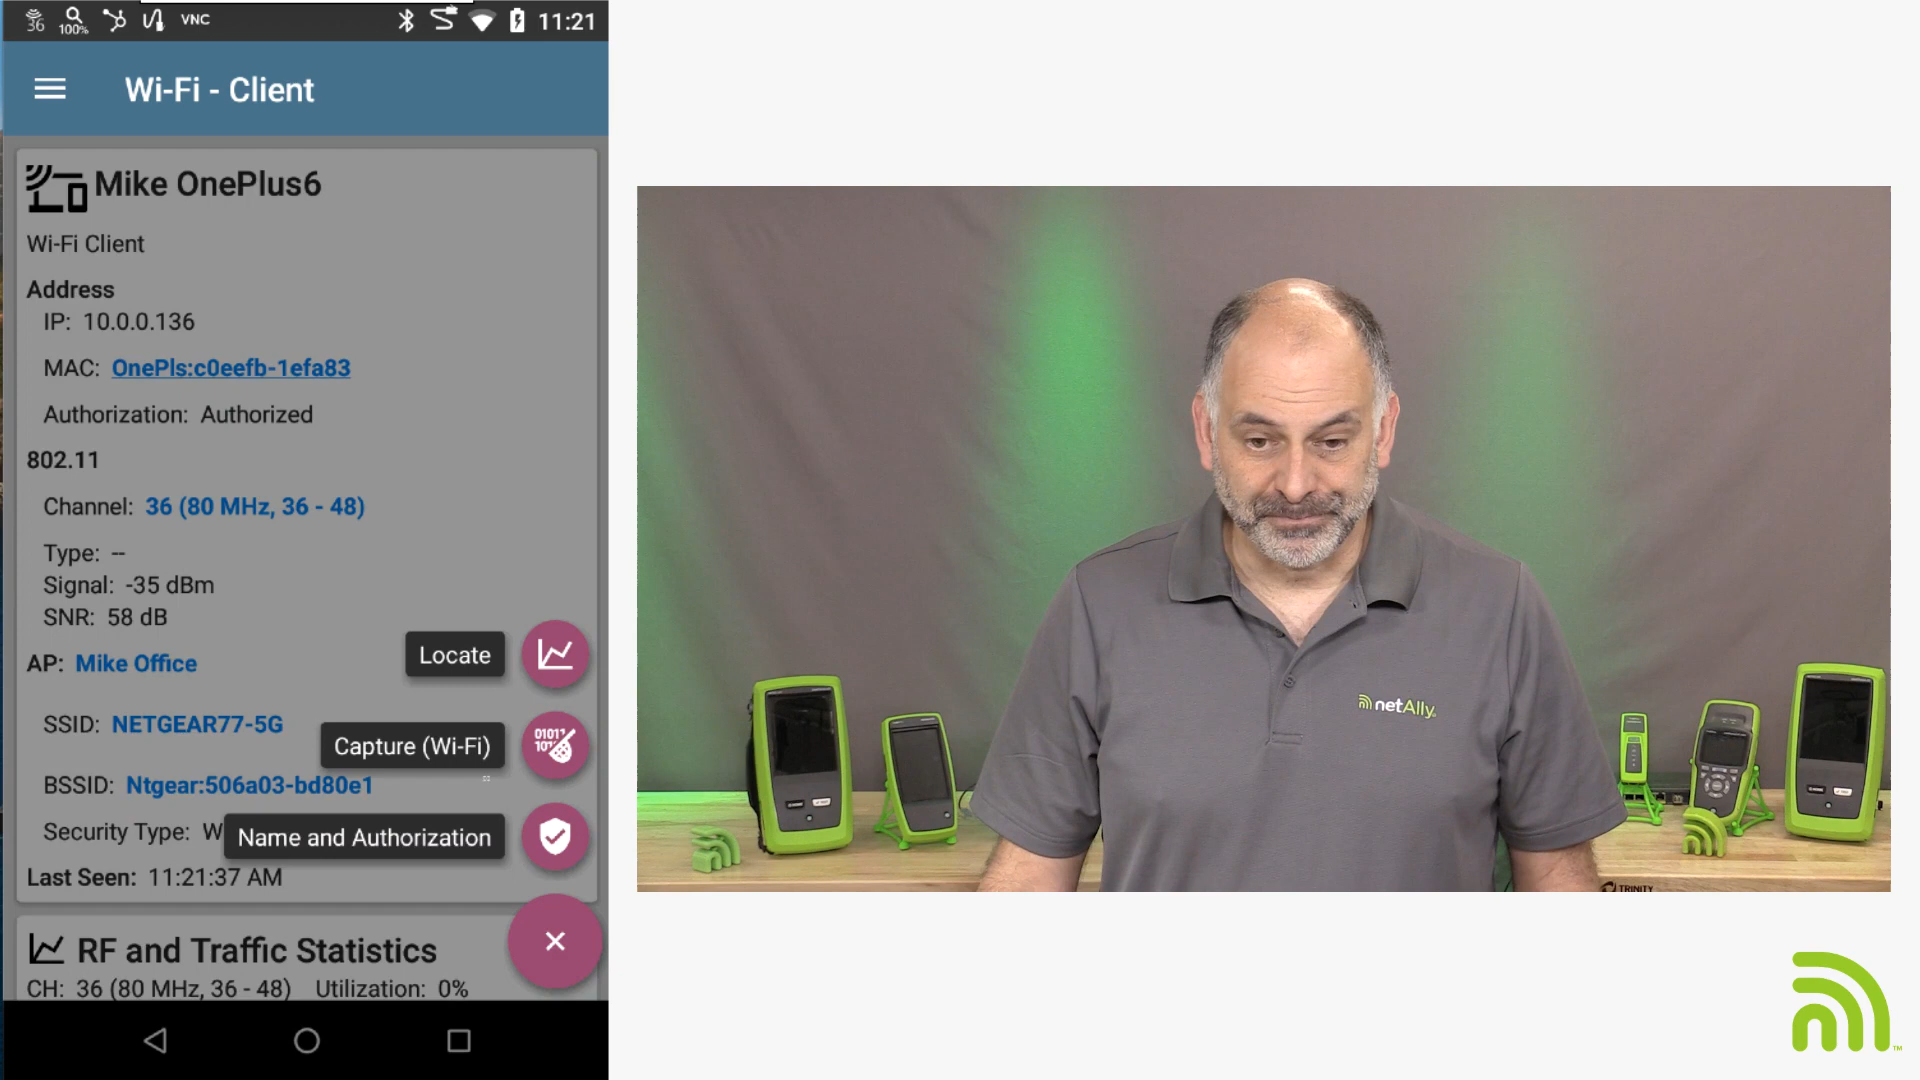 36
100%
VNC
11:21
Wi-Fi - Client
Mike OnePlus6
Wi-Fi Client
Address
IP: 10.0.0.136
MAC: OnePls:c0eefb-1efa83
Authorization: Authorized
802.11
Channel: 36 (80 MHz, 36 - 48)
Type: --
Signal: -35 dBm
SNR: 58 dB
Locate
AP: Mike Office
SSID: NETGEAR77-5G
Capture (Wi-Fi)
BSSID: Ntgear:506a03-bd80e1
Security Type: W
Name and Authorization
Last Seen: 11:21:37 AM
RF and Traffic Statistics
CH: 36 (80 MHz, 36 - 48) Utilization: 0%
netAlly
TRINITY
TM